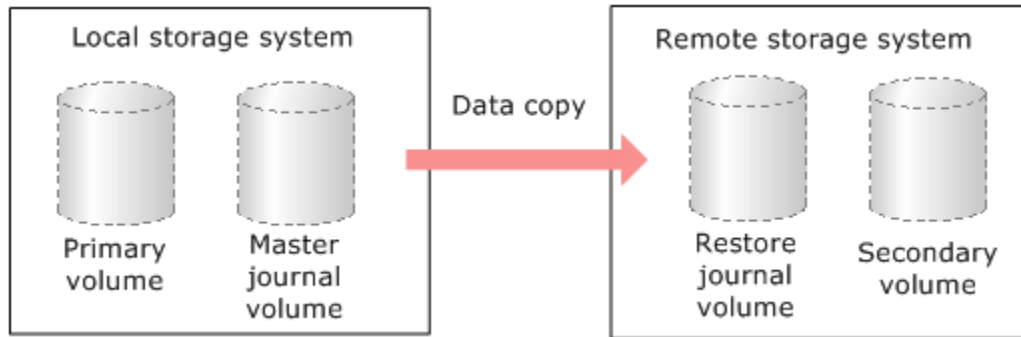 Local storage system
Primary
volume
Master
journal
volume
Data copy
Remote storage system
Restore
journal
volume
Secondary
volume